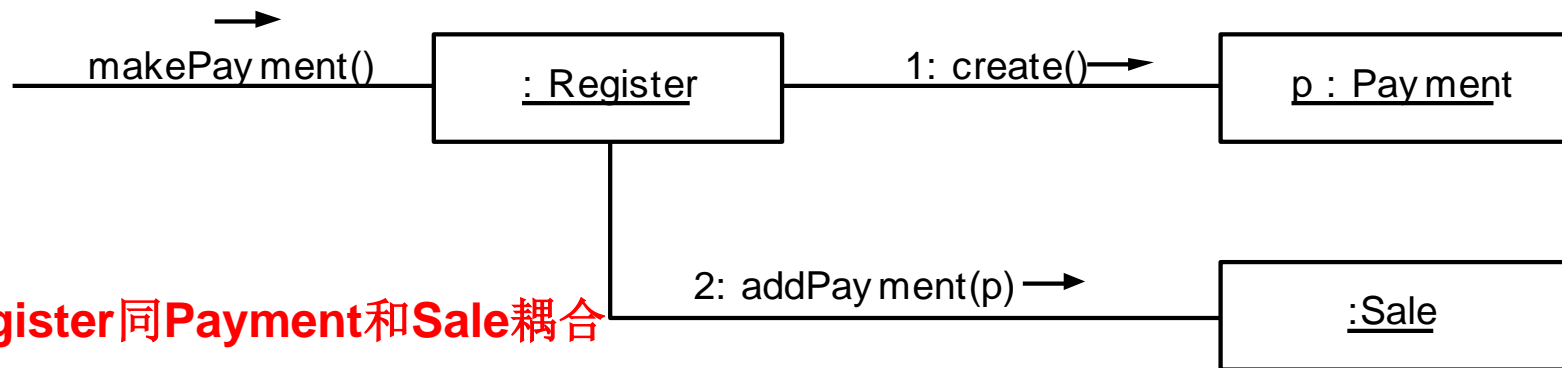 makePayment()
: Register
1: create()
p : Payment
2: addPayment(p)
:Sale
gister同Payment和Sale耦合